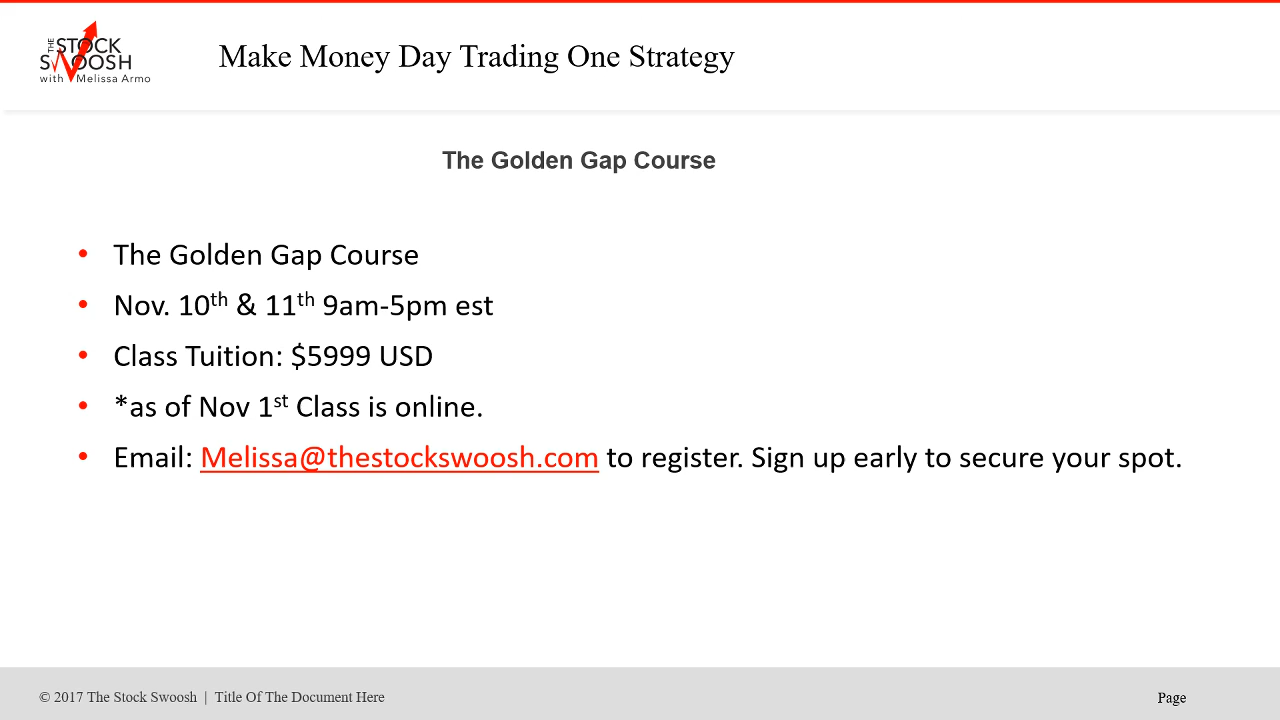 THE STOCK
SWOOSH
with Melissa Armo
Make Money Day Trading One Strategy
The Golden Gap Course
• The Golden Gap Course
• Nov. 10th & 11th 9am-5pm est
• Class Tuition: $5999 USD
• *as of Nov 1st Class is online.
• Email: Melissa@thestockswoosh.com to register. Sign up early to secure your spot.
© 2017 The Stock Swoosh | Title Of The Document Here
Page